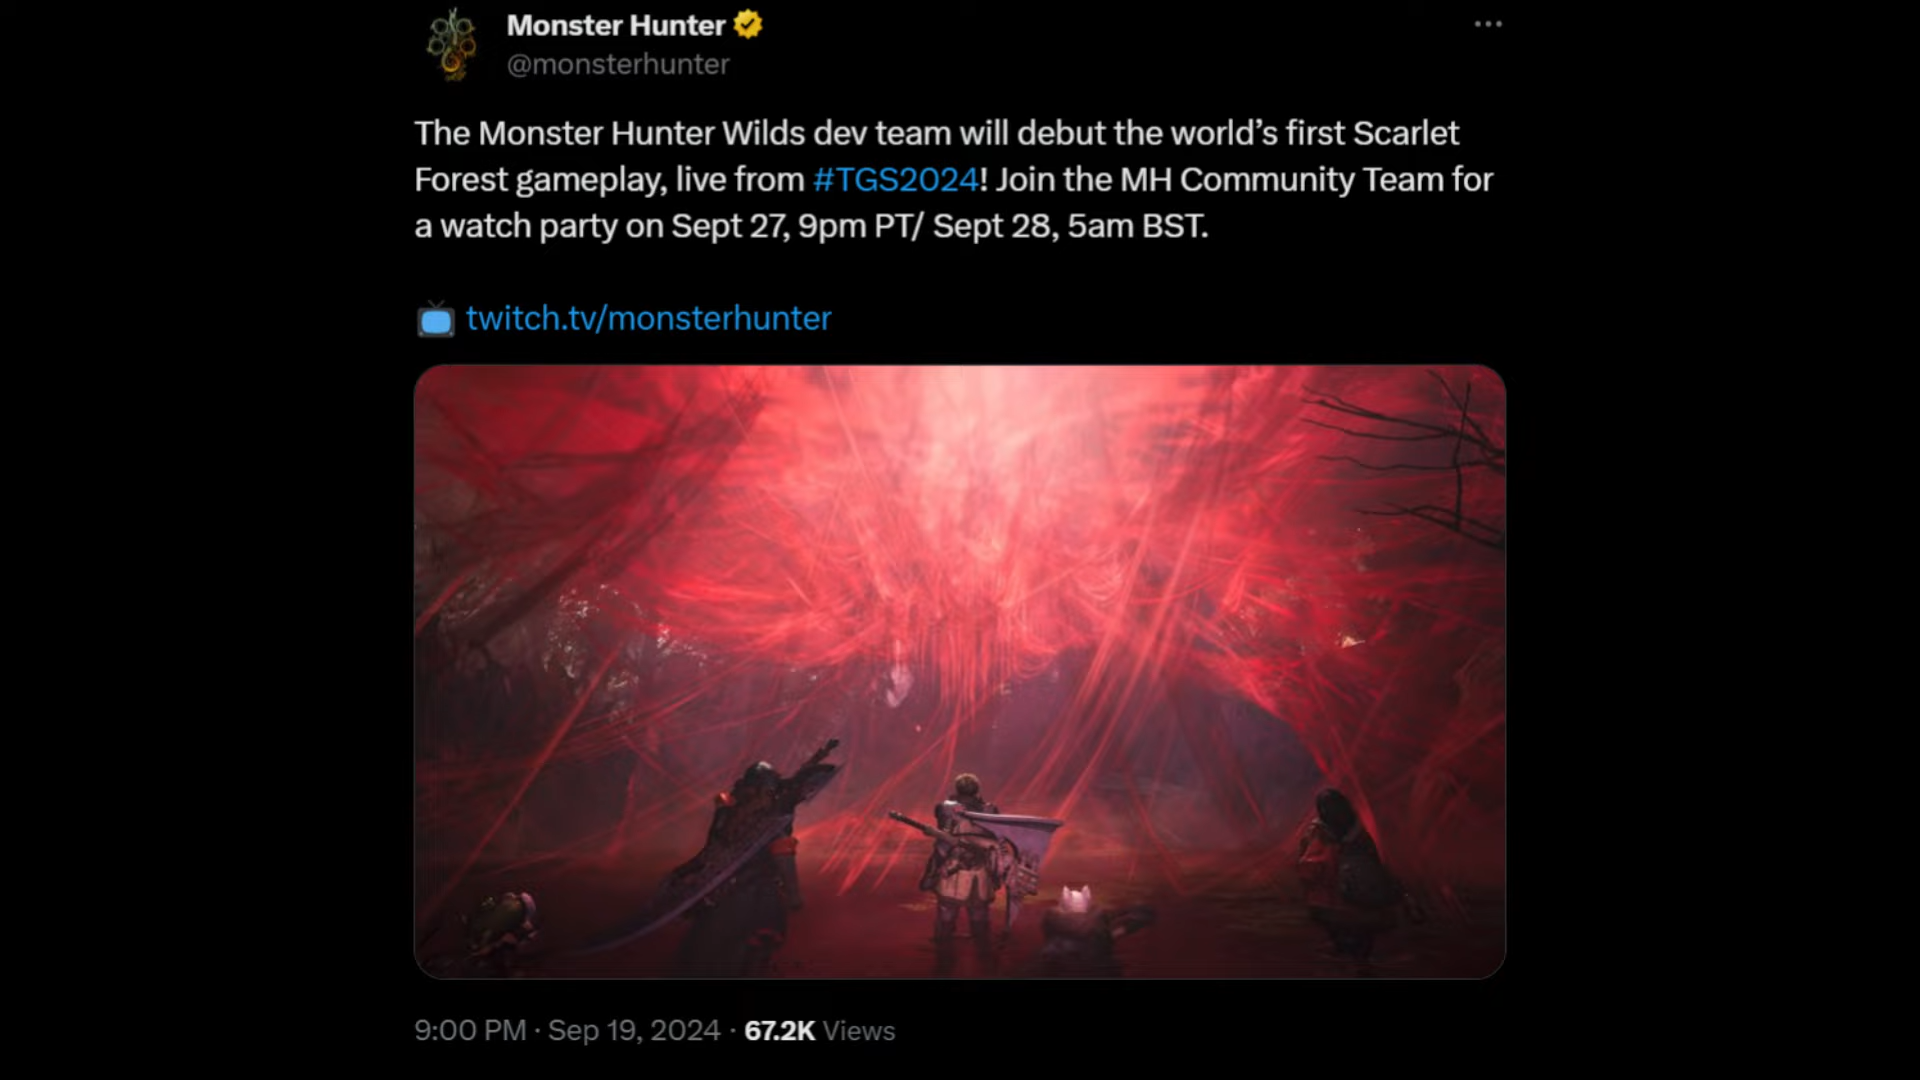 Monster Hunter
@monsterhunter
The Monster Hunter Wilds dev team will debut the world’s first Scarlet
Forest gameplay, live from #TGS2024! Join the MH Community Team for
a watch party on Sept 27, 9pm PT/ Sept 28, 5am BST.
📺 twitch.tv/monsterhunter
9:00 PM · Sep 19, 2024 · 67.2K Views